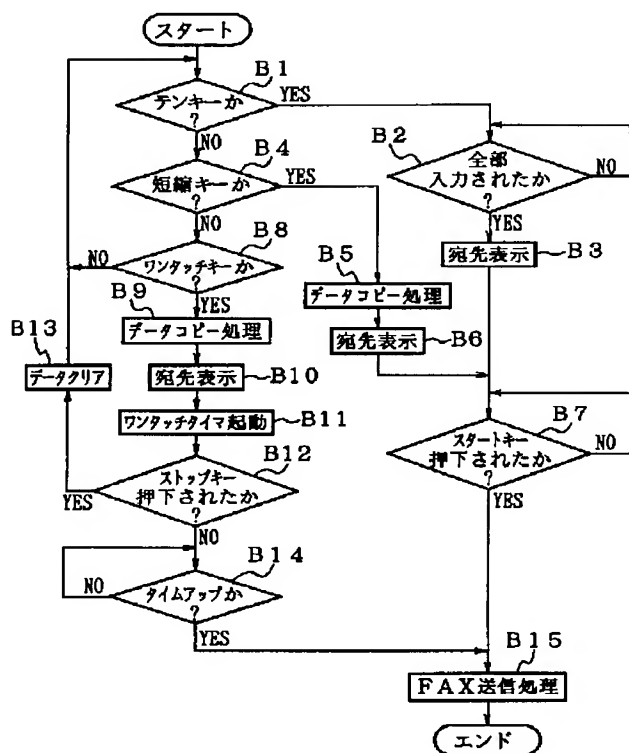 スタート
B1
テンキーか
?
YES
NO
B2
全部
入力されたか
?
NO
YES
B4
短縮キーか
?
YES
NO
B3
宛先表示
B8
ワンタッチキーか
?
NO
YES
B5
データコピー処理
B9
データコピー処理
B6
宛先表示
B13
データクリア
宛先表示
B10
ワンタッチタイマ起動
B11
B7
スタートキー
押下されたか
?
NO
YES
B12
ストップキー
押下されたか
?
YES
NO
B14
タイムアップか
?
NO
YES
B15
FAX送信処理
エンド